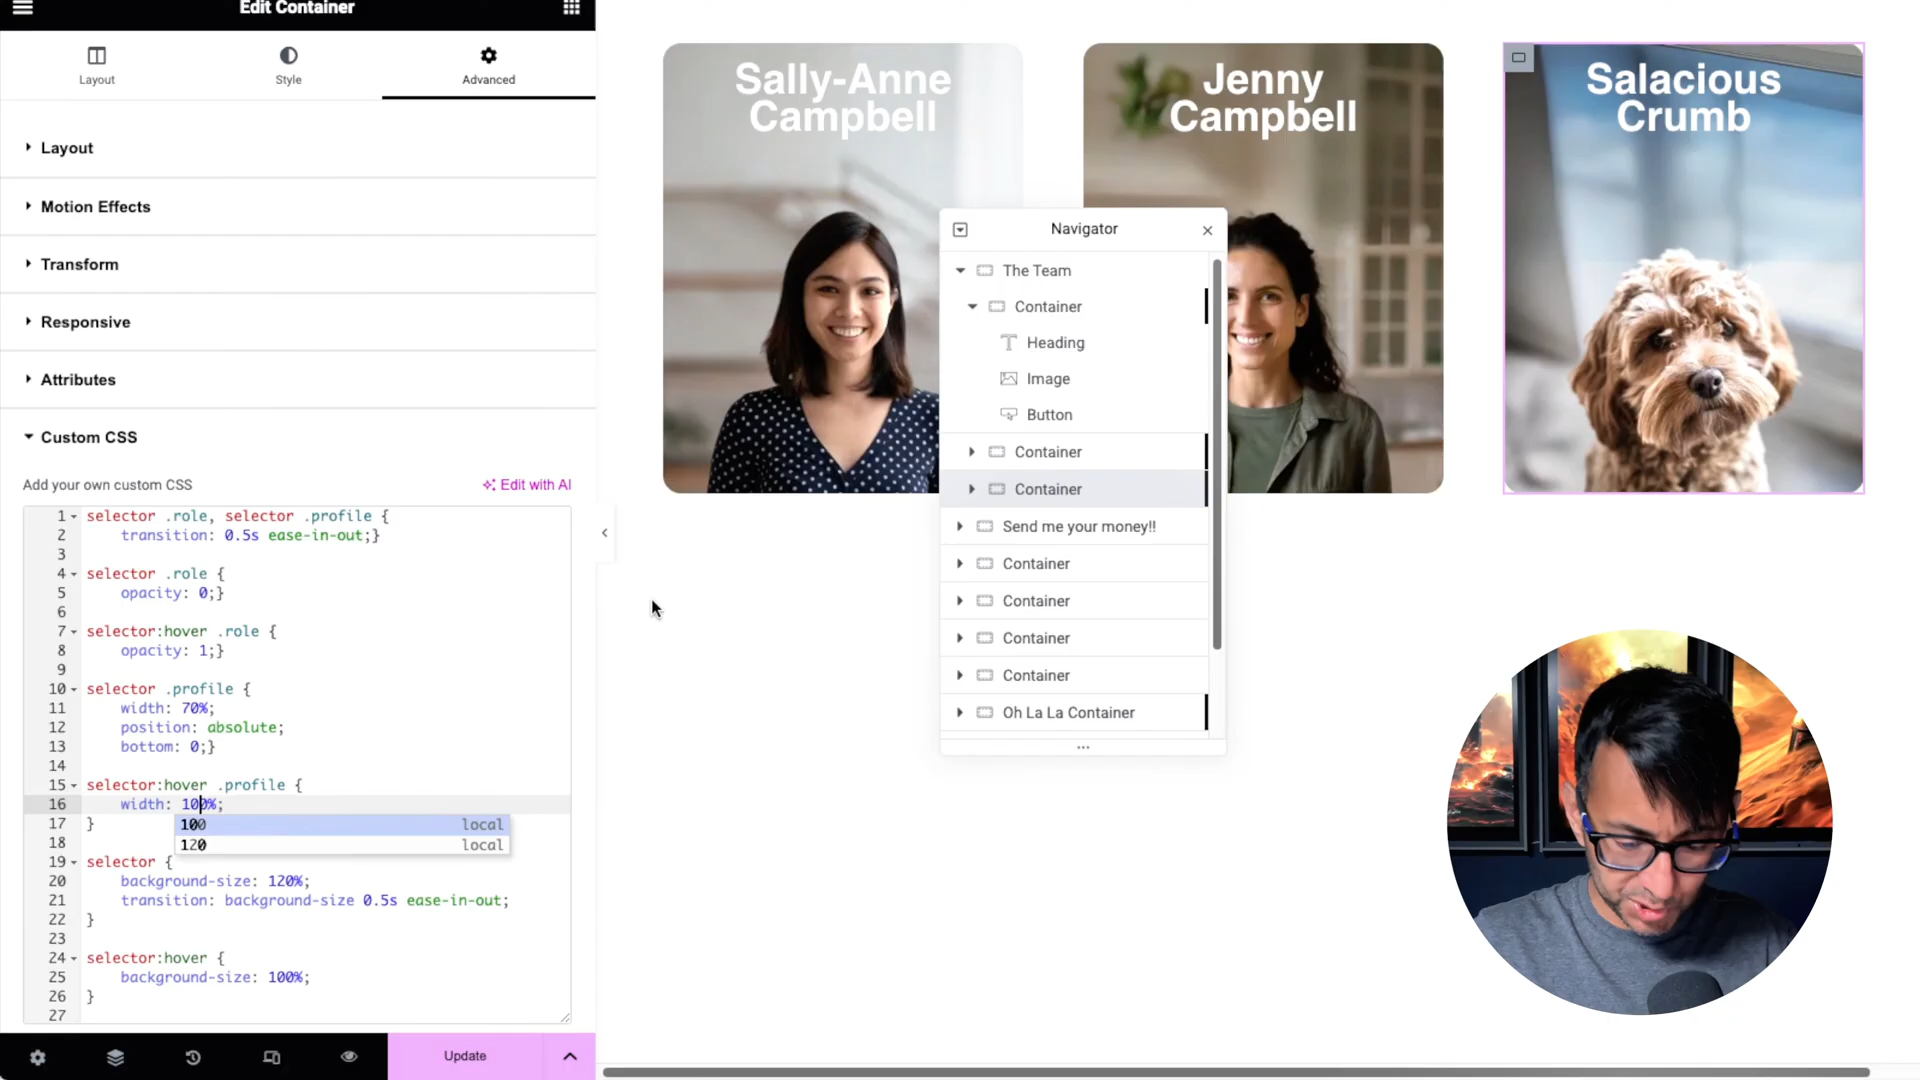 Edit Container
Layout
Style
Advanced
Layout
Motion Effects
Transform
Responsive
Attributes
Custom CSS
Add your own custom CSS
Edit with AI
1 selector .role, selector .profile {
2 transition: 0.5s ease-in-out;}
3
4 selector .role {
5 opacity: 0;}
6
7 selector:hover .role {
8 opacity: 1;}
9
10 selector .profile {
11 width: 70%;
12 position: absolute;
13 bottom: 0;}
14
15 selector:hover .profile {
16 width: 100%;
17 }
100 local
18
120 local
19 selector {
20 background-size: 120%;
21 transition: background-size 0.5s ease-in-out;
22 }
23
24 selector:hover {
25 background-size: 100%;
26 }
27
Update
Sally-Anne
Campbell
Jenny
Campbell
Salacious
Crumb
Navigator
The Team
Container
Heading
Image
Button
Container
Container
Send me your money!!
Container
Container
Container
Container
Oh La La Container